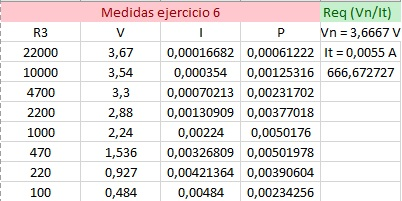 Medidas ejercicio 6 Req (Vn/It)
R3 V I P Vn = 3,6667 V
22000 3,67 0,00016682 0,00061222 It = 0,0055 A
10000 3,54 0,000354 0,00125316 666,672727
4700 3,3 0,00070213 0,00231702
2200 2,88 0,00130909 0,00377018
1000 2,24 0,00224 0,0050176
470 1,536 0,00326809 0,00501978
220 0,927 0,00421364 0,00390604
100 0,484 0,00484 0,00234256